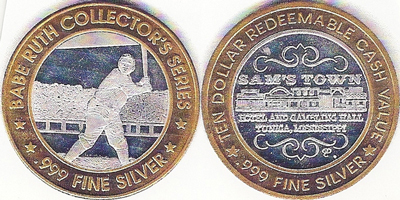 ★ BABE RUTH COLLECTOR'S SERIES ★
.999 FINE SILVER
★ TEN DOLLAR REDEEMABLE CASH VALUE ★
SAM'S TOWN
HOTEL AND GAMBLING HALL
TUNICA, MISSISSIPPI
.999 FINE SILVER